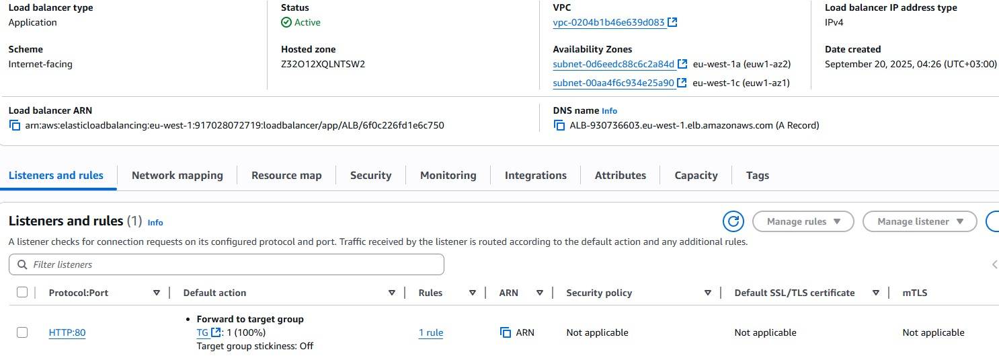 Load balancer type
Application
Status
Active
VPC
vpc-0204b1b46e639d083
Load balancer IP address type
IPv4
Scheme
Internet-facing
Hosted zone
Z32O12XQLNTSW2
Availability Zones
subnet-0d6eedc88c6c2a84d eu-west-1a (euw1-az2)
subnet-00aa4f6c934e25a90 eu-west-1c (euw1-az1)
Date created
September 20, 2025, 04:26 (UTC+03:00)
Load balancer ARN
arn:aws:elasticloadbalancing:eu-west-1:917028072719:loadbalancer/app/ALB/6f0c226fd1e6c750
DNS name Info
ALB-930736603.eu-west-1.elb.amazonaws.com (A Record)
Listeners and rules Network mapping Resource map Security Monitoring Integrations Attributes Capacity Tags
Listeners and rules (1) Info
Manage rules Manage listener
A listener checks for connection requests on its configured protocol and port. Traffic received by the listener is routed according to the default action and any additional rules.
Filter listeners
Protocol:Port Default action Rules ARN Security policy Default SSL/TLS certificate mTLS
• Forward to target group
HTTP:80 TG : 1 (100%) 1 rule ARN Not applicable Not applicable Not applicable
Target group stickiness: Off